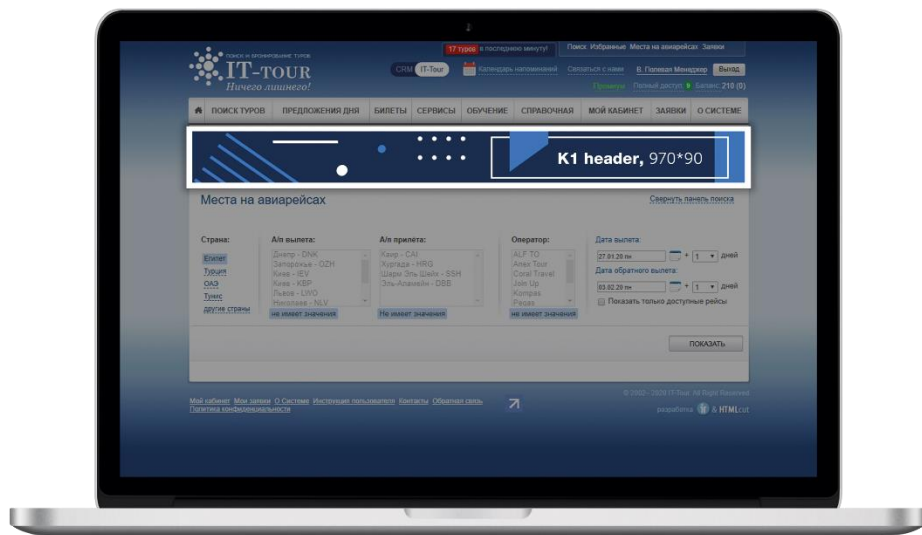 ПОИСК И БРОНИРОВАНИЕ ТУРОВ
IT-TOUR
Ничего лишнего!
17 туров в последнюю минуту!
Поиск Избранные Места на авиарейсах Заявки
CRM IT-Tour Календарь напоминаний Связаться с нами В. Полевая Менеджер Выход
Премиум Полный доступ Баланс: 210 (0)
ПОИСК ТУРОВ ПРЕДЛОЖЕНИЯ ДНЯ БИЛЕТЫ СЕРВИСЫ ОБУЧЕНИЕ СПРАВОЧНАЯ МОЙ КАБИНЕТ ЗАЯВКИ О СИСТЕМЕ
K1 header, 970*90
Места на авиарейсах Свернуть панель поиска
Страна: А/п вылета: А/п прилёта: Оператор: Дата вылета:
Египет
Турция
ОАЭ
Тунис
другие страны
Днепр - DNK
Запорожье - OZH
Киев - IEV
Киев - KBP
Львов - LWO
Николаев - NLV
не имеет значения
Каир - CAI
Хургада - HRG
Шарм Эль Шейх - SSH
Эль-Аламейн - DBB
Не имеет значения
ALF TO
Anex Tour
Coral Travel
Join Up
Kompas
Pegas
не имеет значения
27.01.20 пн + 1 дней
Дата обратного вылета:
03.02.20 пн + 1 дней
Показать только доступные рейсы
ПОКАЗАТЬ
Мой кабинет Мои заявки О Системе Инструкция пользователя Контакты Обратная связь
Политика конфиденциальности
© 2003 - 2020 IT-Tour. All Right Reserved
разработка & HTMLcut